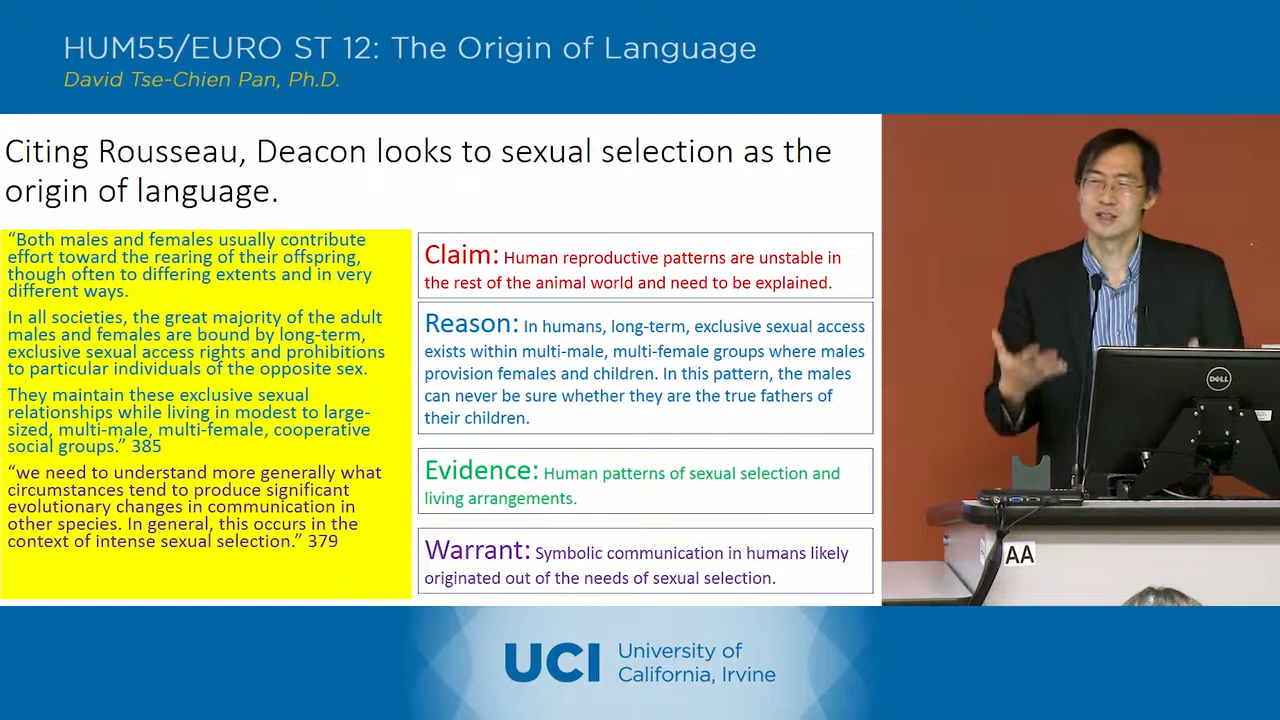 HUM55/EURO ST 12: The Origin of Language
David Tse-Chien Pan, Ph.D.
Citing Rousseau, Deacon looks to sexual selection as the
origin of language.
“Both males and females usually contribute
effort toward the rearing of their offspring,
though often to differing extents and in very
different ways.
In all societies, the great majority of the adult
males and females are bound by long-term,
exclusive sexual access rights and prohibitions
to particular individuals of the opposite sex.
They maintain these exclusive sexual
relationships while living in modest to large-
sized, multi-male, multi-female, cooperative
social groups.” 385
“we need to understand more generally what
circumstances tend to produce significant
evolutionary changes in communication in
other species. In general, this occurs in the
context of intense sexual selection.” 379
Claim: Human reproductive patterns are unstable in
the rest of the animal world and need to be explained.
Reason: In humans, long-term, exclusive sexual access
exists within multi-male, multi-female groups where males
provision females and children. In this pattern, the males
can never be sure whether they are the true fathers of
their children.
Evidence: Human patterns of sexual selection and
living arrangements.
Warrant: Symbolic communication in humans likely
originated out of the needs of sexual selection.
DELL
AA
UCI University of
California, Irvine